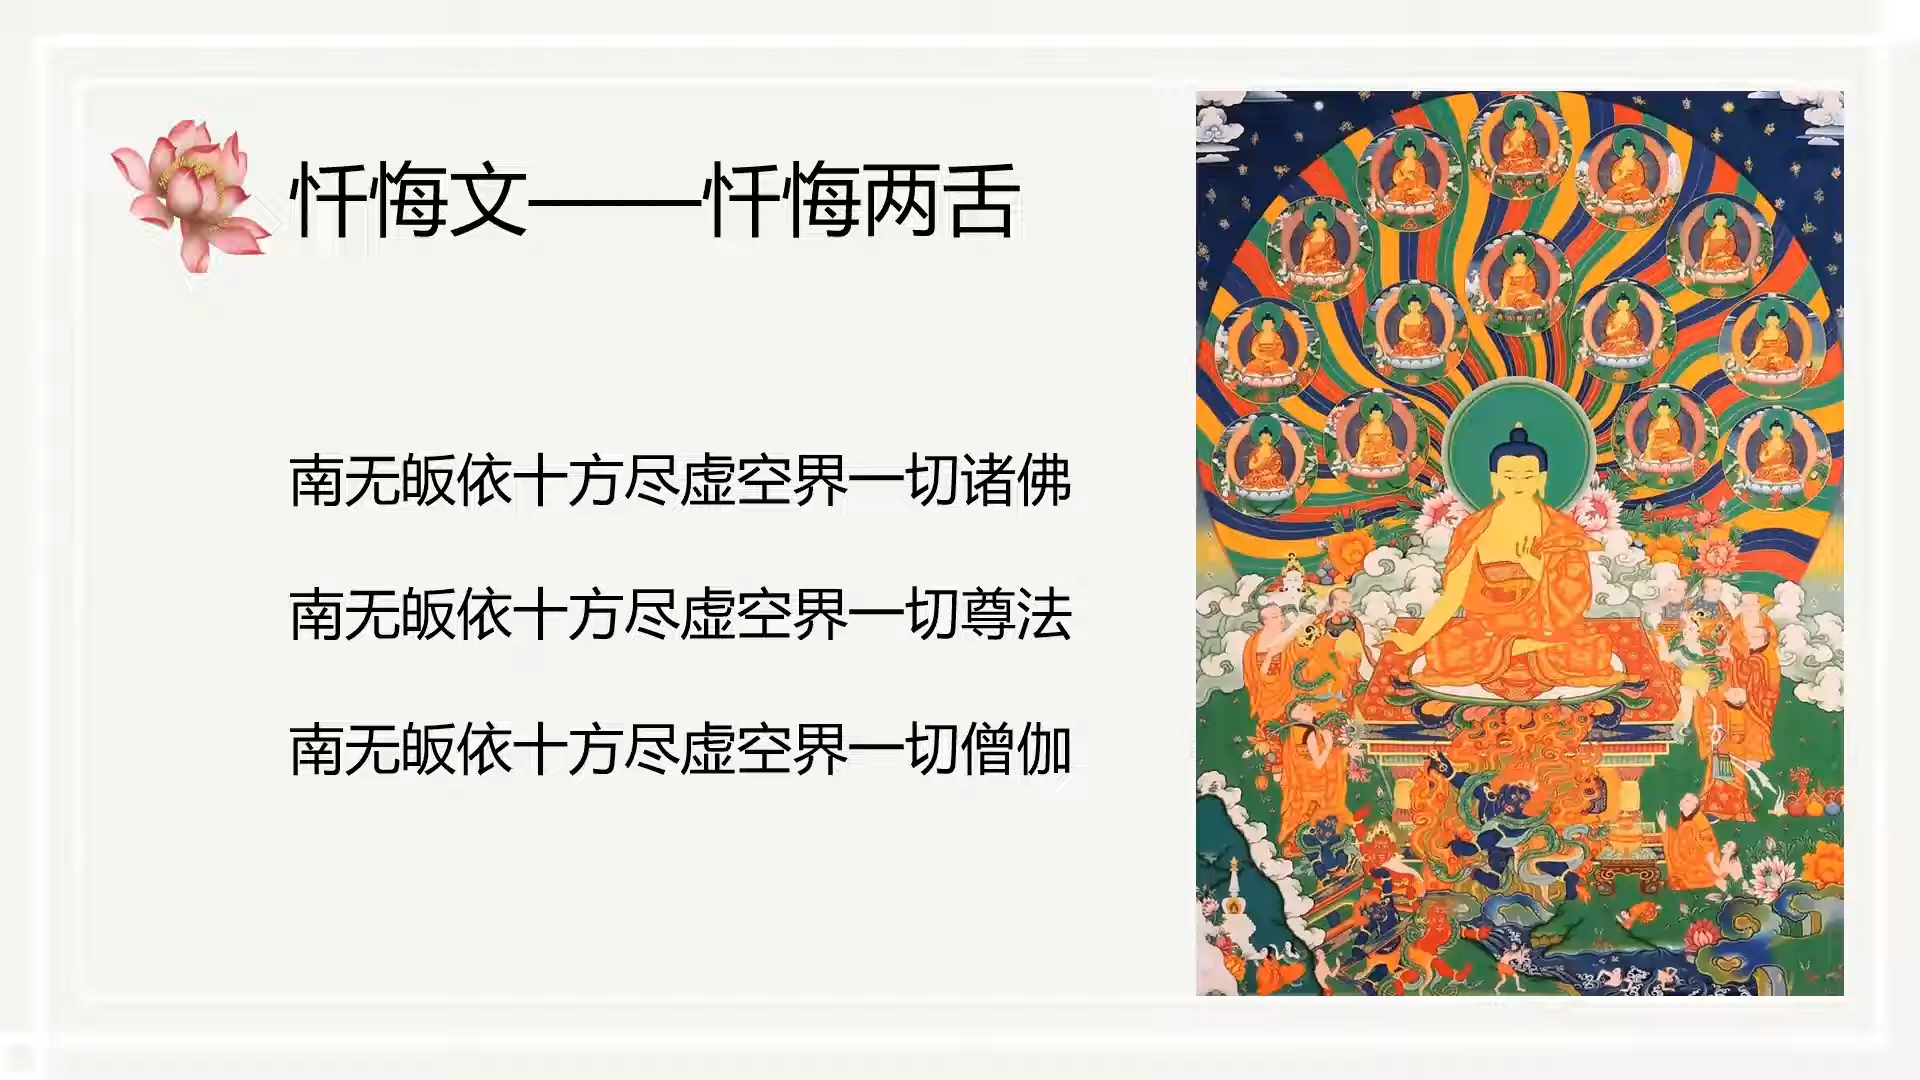 忏悔文——忏悔两舌
南无皈依十方尽虚空界一切诸佛
南无皈依十方尽虚空界一切尊法
南无皈依十方尽虚空界一切僧伽